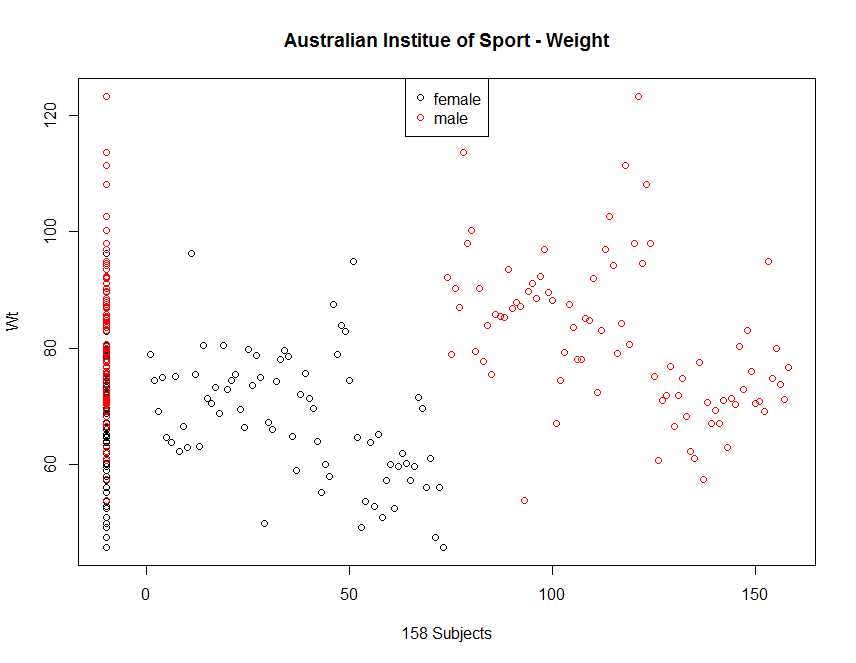 Australian Institue of Sport - Weight
female
male
Wt
120
100
80
60
0 50 100 150
158 Subjects